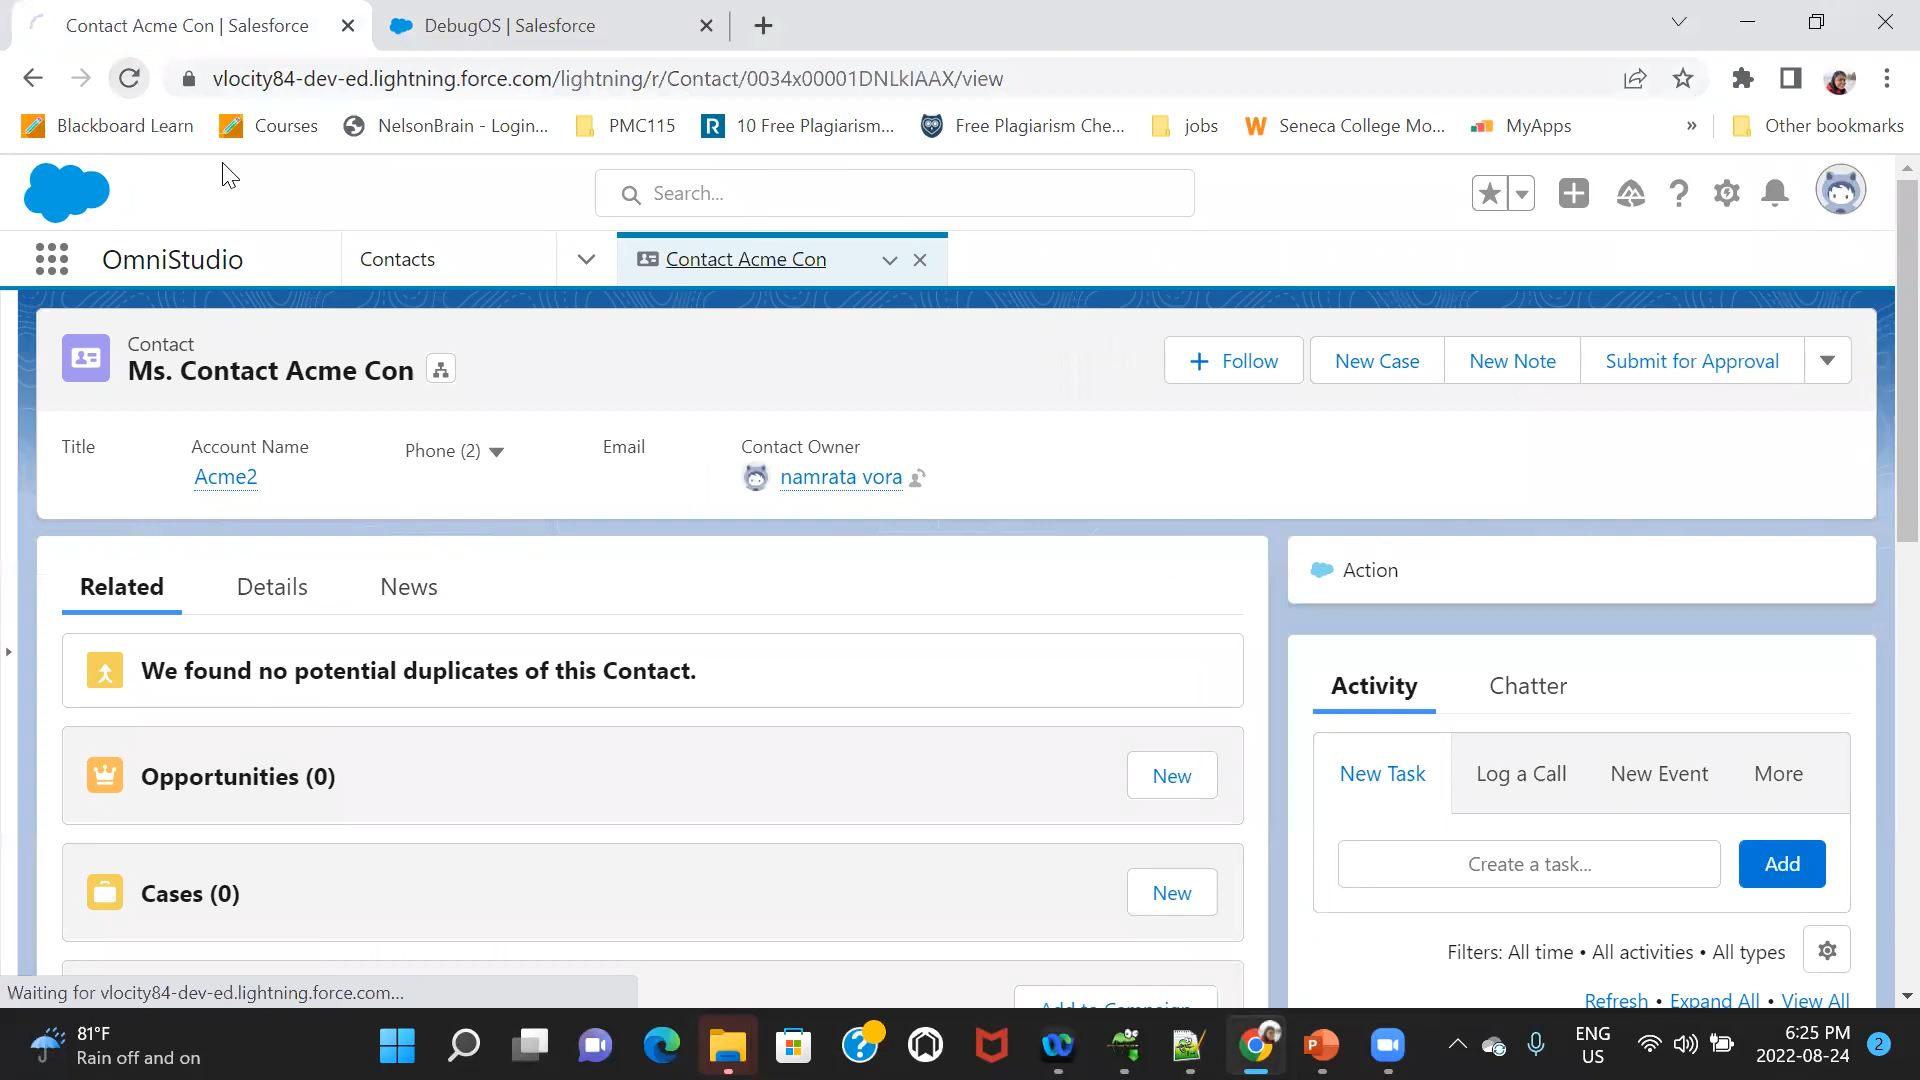 Contact Acme Con | Salesforce
DebugOS | Salesforce
vlocity84-dev-ed.lightning.force.com/lightning/r/Contact/0034x00001DNLkIAAX/view
Blackboard Learn
Courses
NelsonBrain - Login...
PMC115
R 10 Free Plagiarism...
Free Plagiarism Che...
jobs
W Seneca College Mo...
MyApps
»
Other bookmarks
Search...
OmniStudio
Contacts
Contact Acme Con
Contact
Ms. Contact Acme Con
+ Follow
New Case
New Note
Submit for Approval
Title
Account Name
Phone (2)
Email
Contact Owner
Acme2
namrata vora
Related
Details
News
Action
We found no potential duplicates of this Contact.
Activity
Chatter
Opportunities (0)
New
New Task
Log a Call
New Event
More
Create a task...
Add
Cases (0)
New
Filters: All time • All activities • All types
Add to Campaign
Refresh • Expand All • View All
Waiting for vlocity84-dev-ed.lightning.force.com...
81°F
Rain off and on
ENG
US
6:25 PM
2022-08-24
2